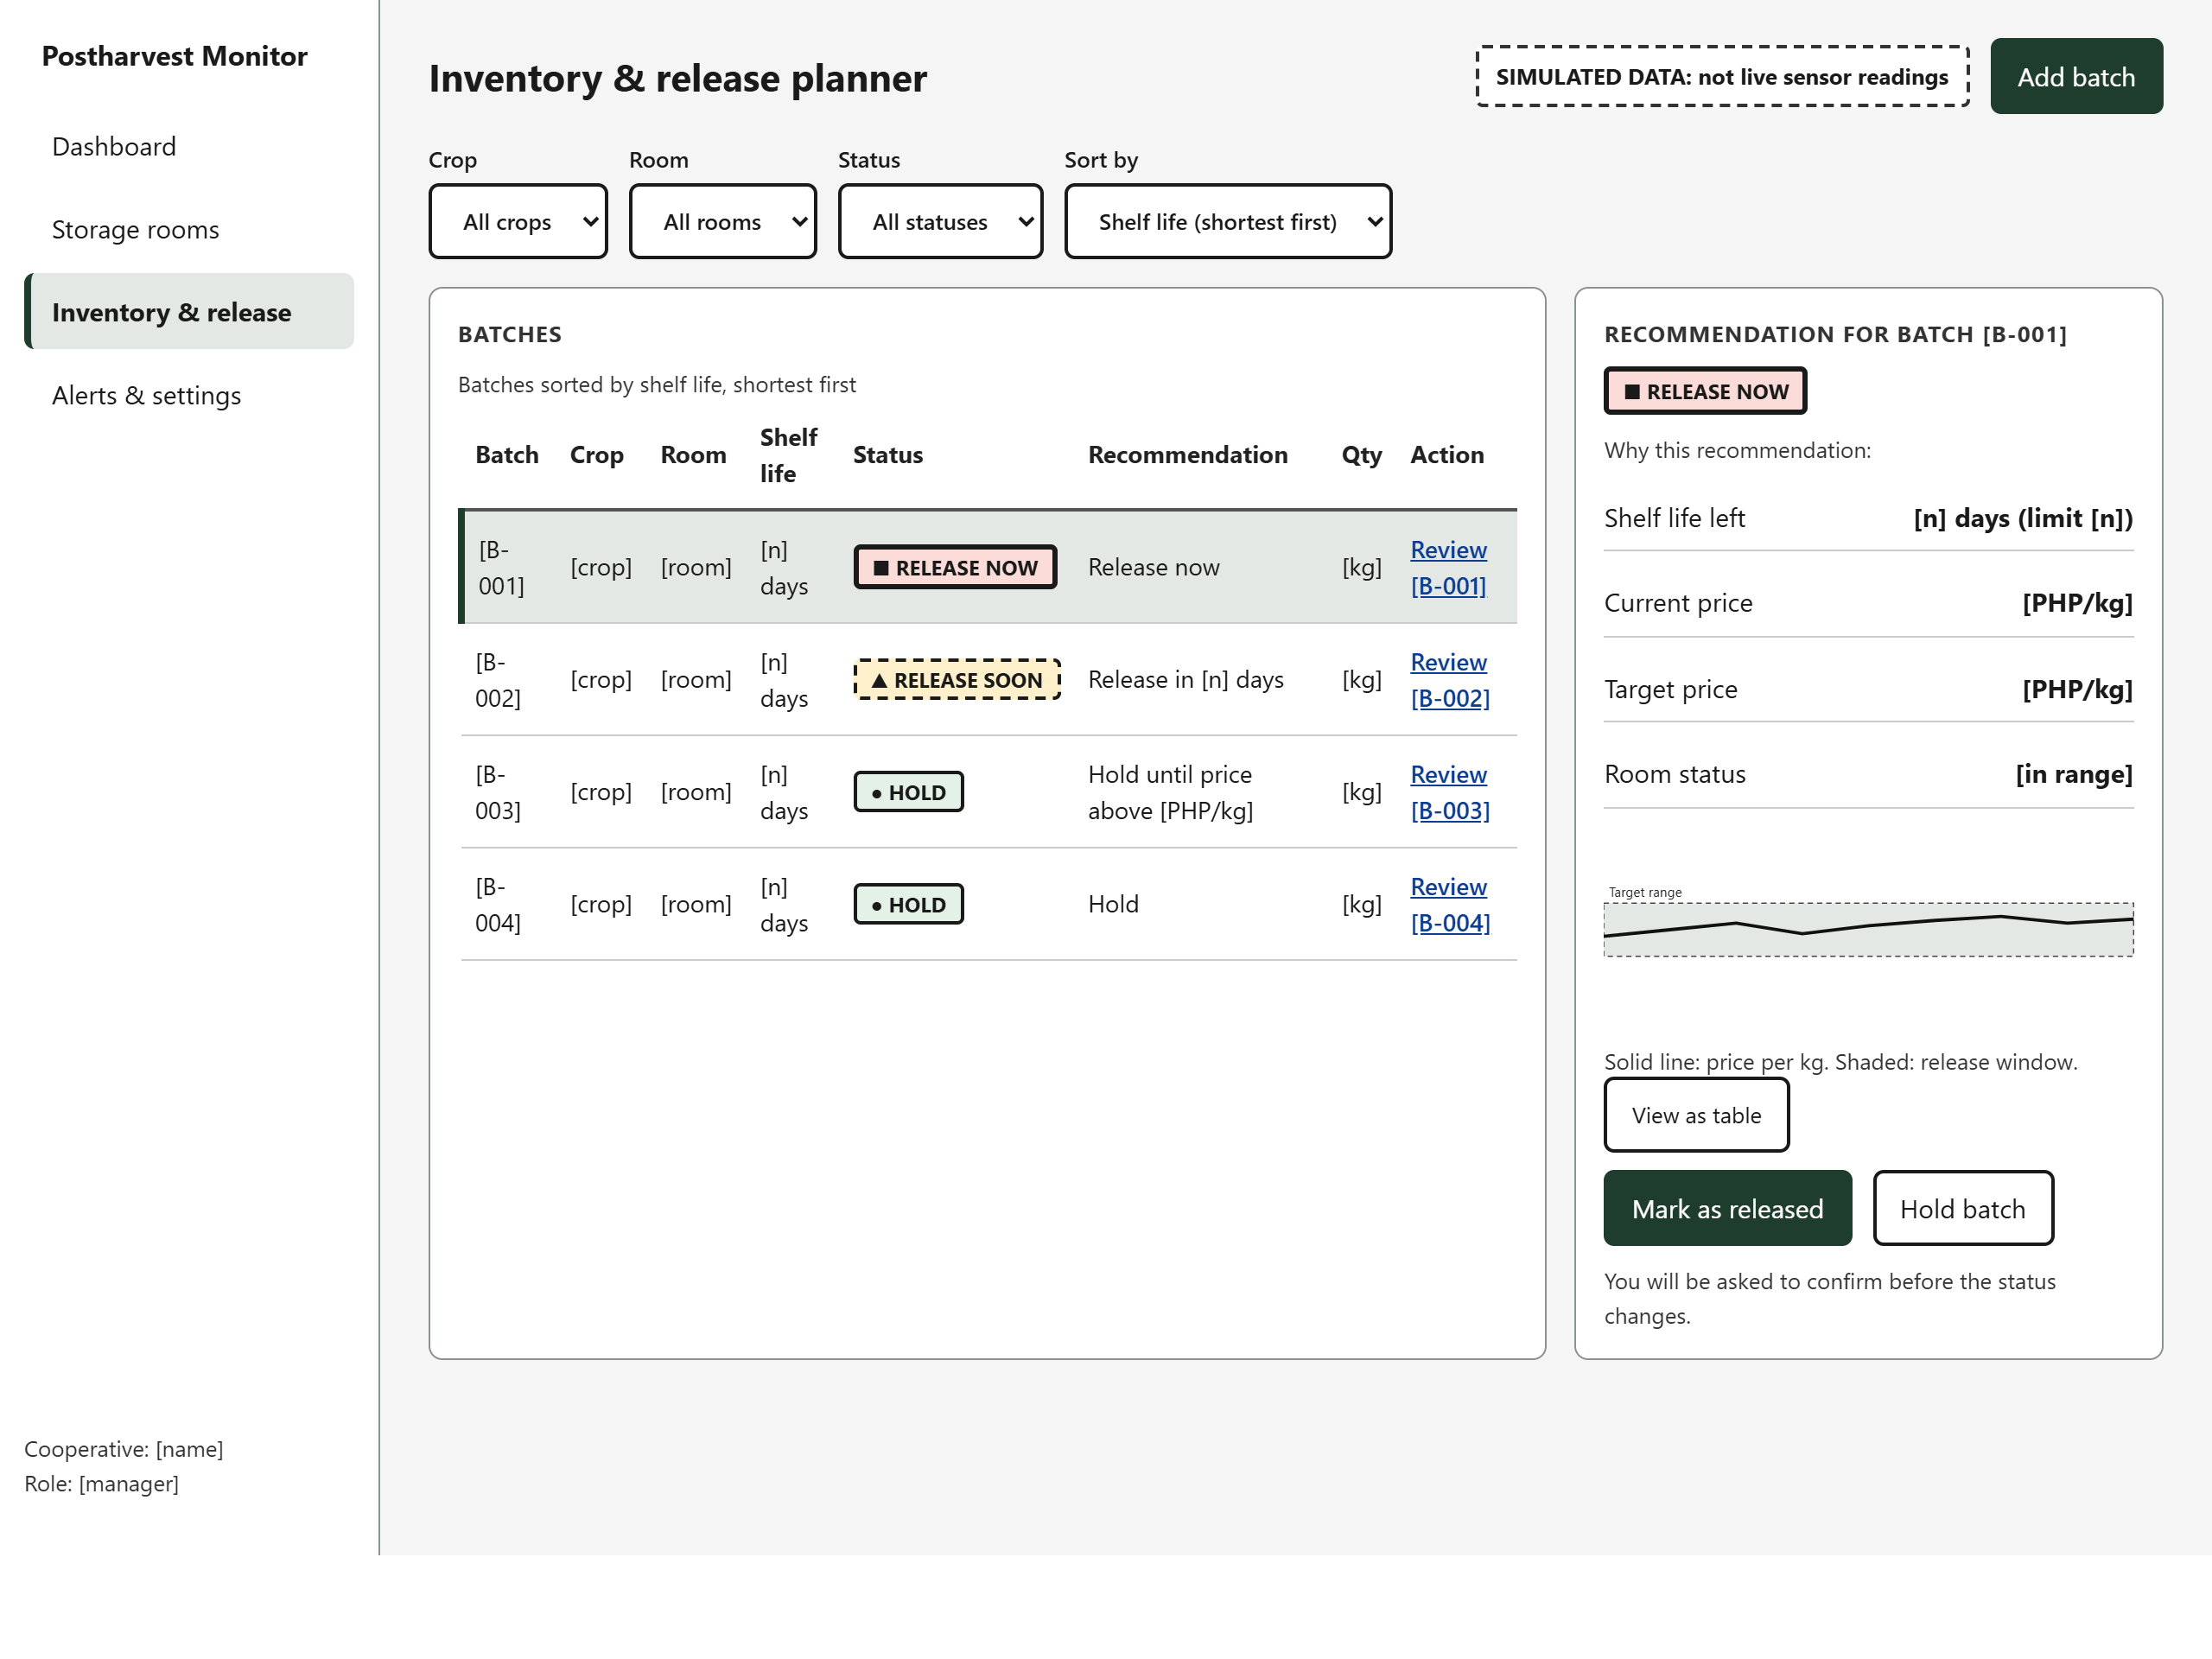 Postharvest Monitor
Dashboard
Storage rooms
Inventory & release
Alerts & settings
Cooperative: [name]
Role: [manager]
Inventory & release planner
SIMULATED DATA: not live sensor readings
Add batch
Crop
All crops
Room
All rooms
Status
All statuses
Sort by
Shelf life (shortest first)
BATCHES
Batches sorted by shelf life, shortest first
Batch Crop Room Shelf life Status Recommendation Qty Action
[B-001] [crop] [room] [n] days ■ RELEASE NOW Release now [kg] Review [B-001]
[B-002] [crop] [room] [n] days ▲ RELEASE SOON Release in [n] days [kg] Review [B-002]
[B-003] [crop] [room] [n] days ● HOLD Hold until price above [PHP/kg] [kg] Review [B-003]
[B-004] [crop] [room] [n] days ● HOLD Hold [kg] Review [B-004]
RECOMMENDATION FOR BATCH [B-001]
■ RELEASE NOW
Why this recommendation:
Shelf life left [n] days (limit [n])
Current price [PHP/kg]
Target price [PHP/kg]
Room status [in range]
Target range
Solid line: price per kg. Shaded: release window.
View as table
Mark as released
Hold batch
You will be asked to confirm before the status
changes.